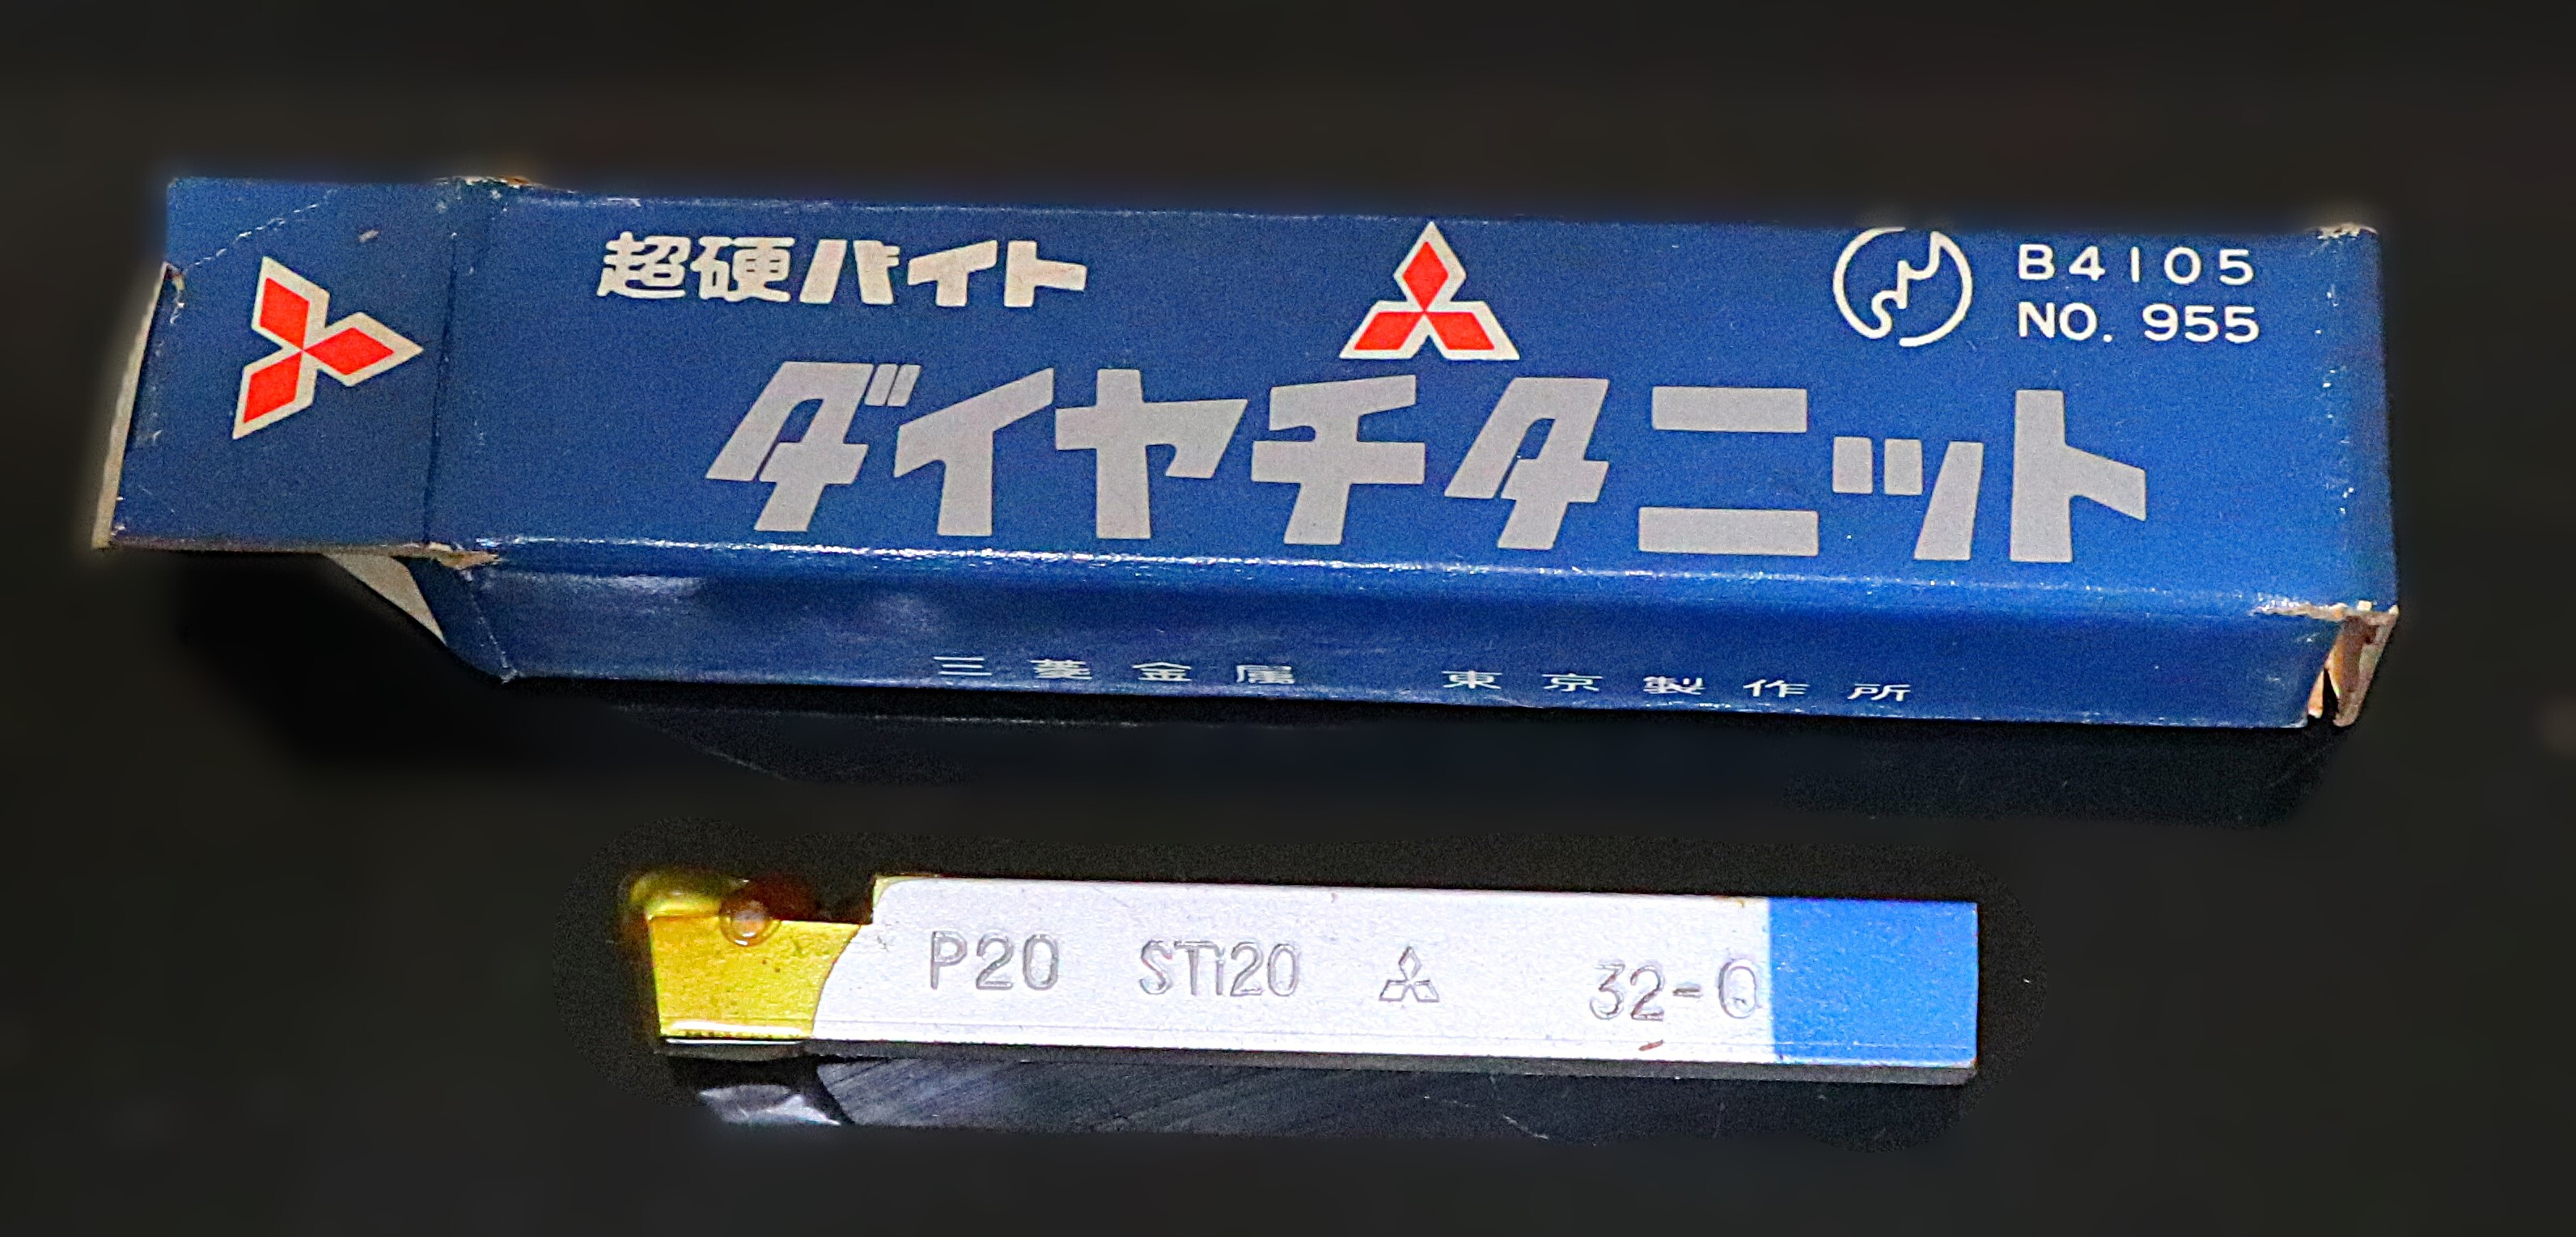 超硬バイト
B4105
NO. 955
ダイヤチタニット
三菱金属 東京製作所
P20 STi20 32-0